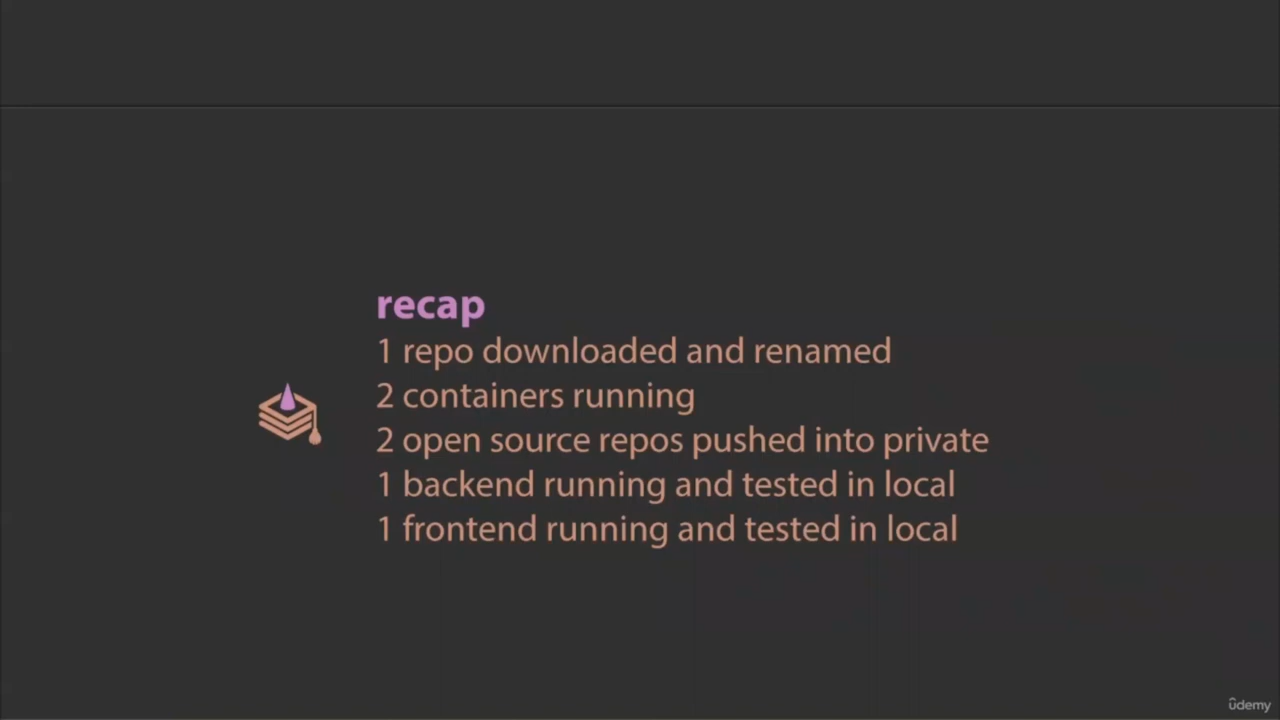 recap
1 repo downloaded and renamed
2 containers running
2 open source repos pushed into private
1 backend running and tested in local
1 frontend running and tested in local
ûdemy